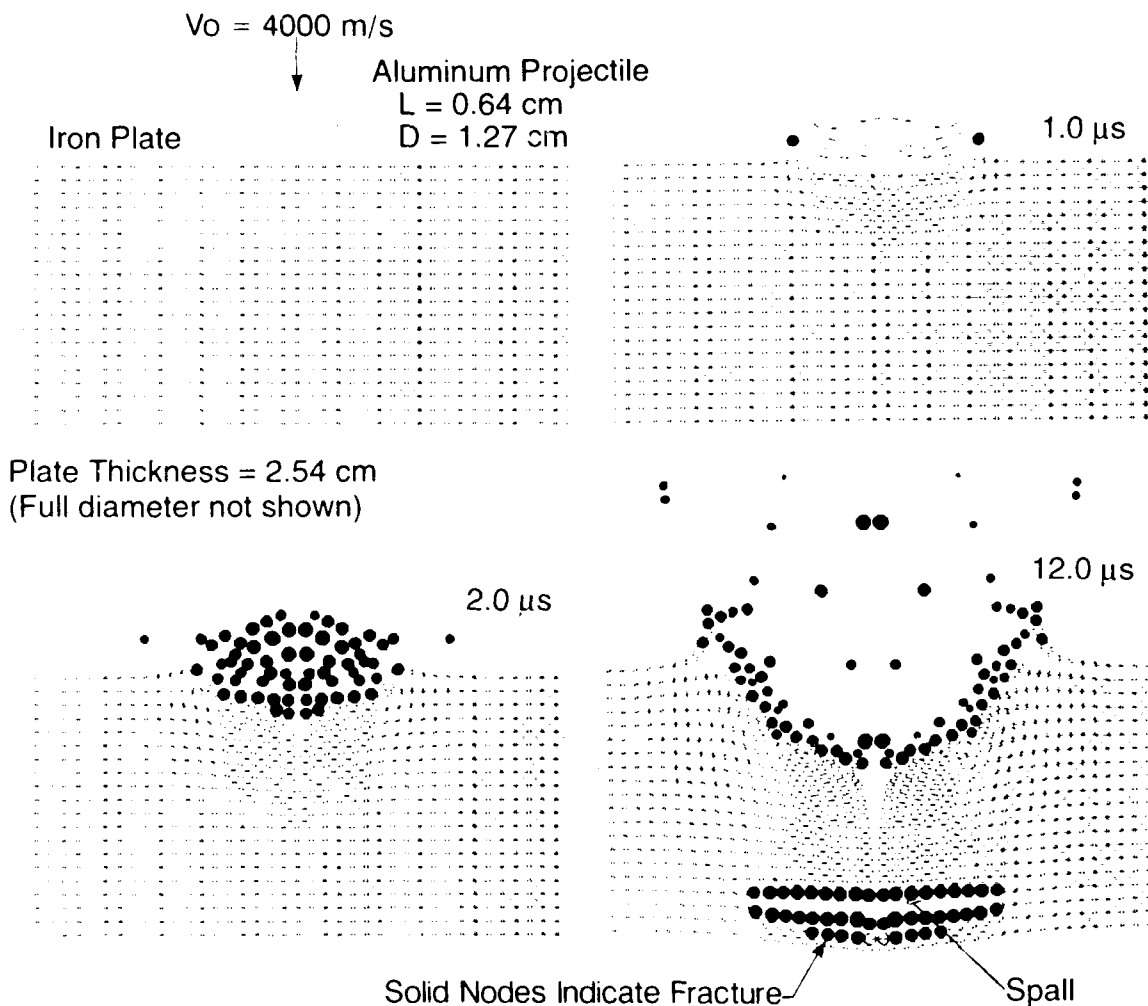 Vo = 4000 m/s
Aluminum Projectile
L = 0.64 cm
D = 1.27 cm
Iron Plate
1.0 µs
Plate Thickness = 2.54 cm
(Full diameter not shown)
2.0 µs
12.0 µs
Solid Nodes Indicate Fracture
Spall